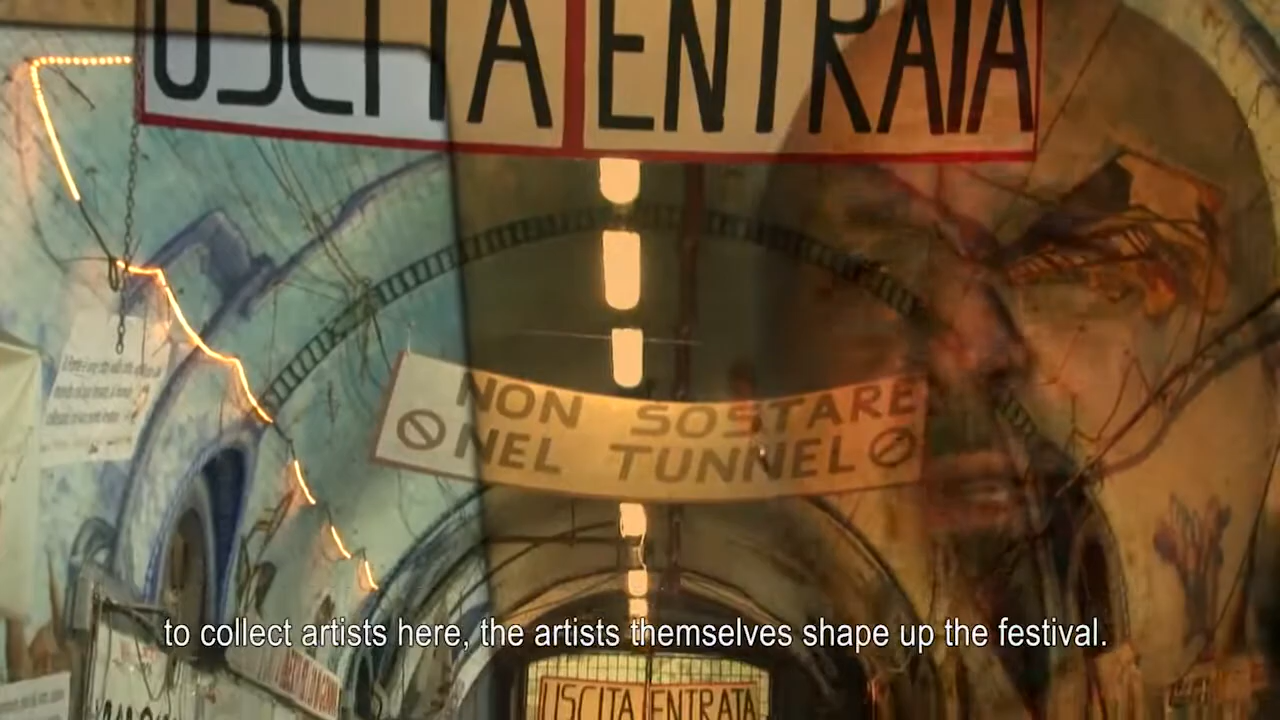 USCITA ENTRATA
NON SOSTARE
NEL TUNNEL
to collect artists here, the artists themselves shape up the festival.
USCITA ENTRATA